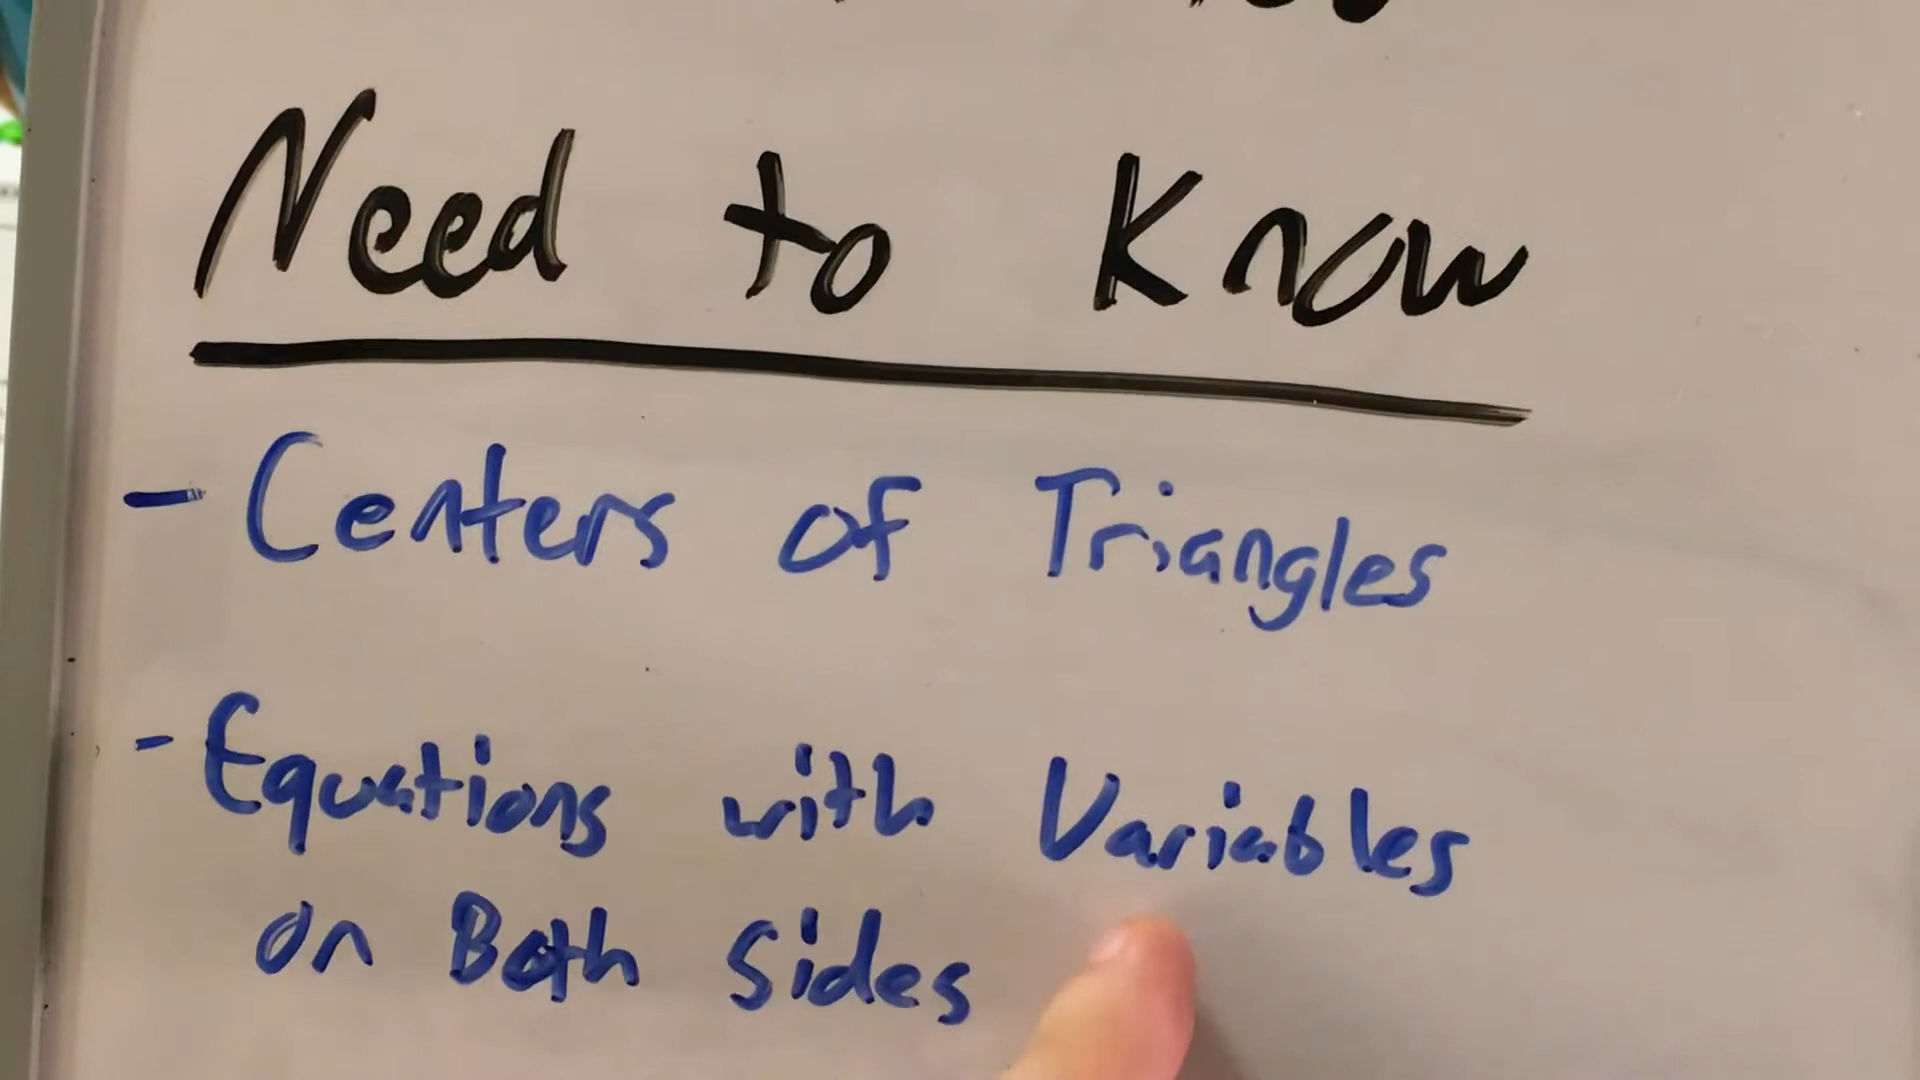 Need to Know
- Centers of Triangles
- Equations with Variables
on Both Sides